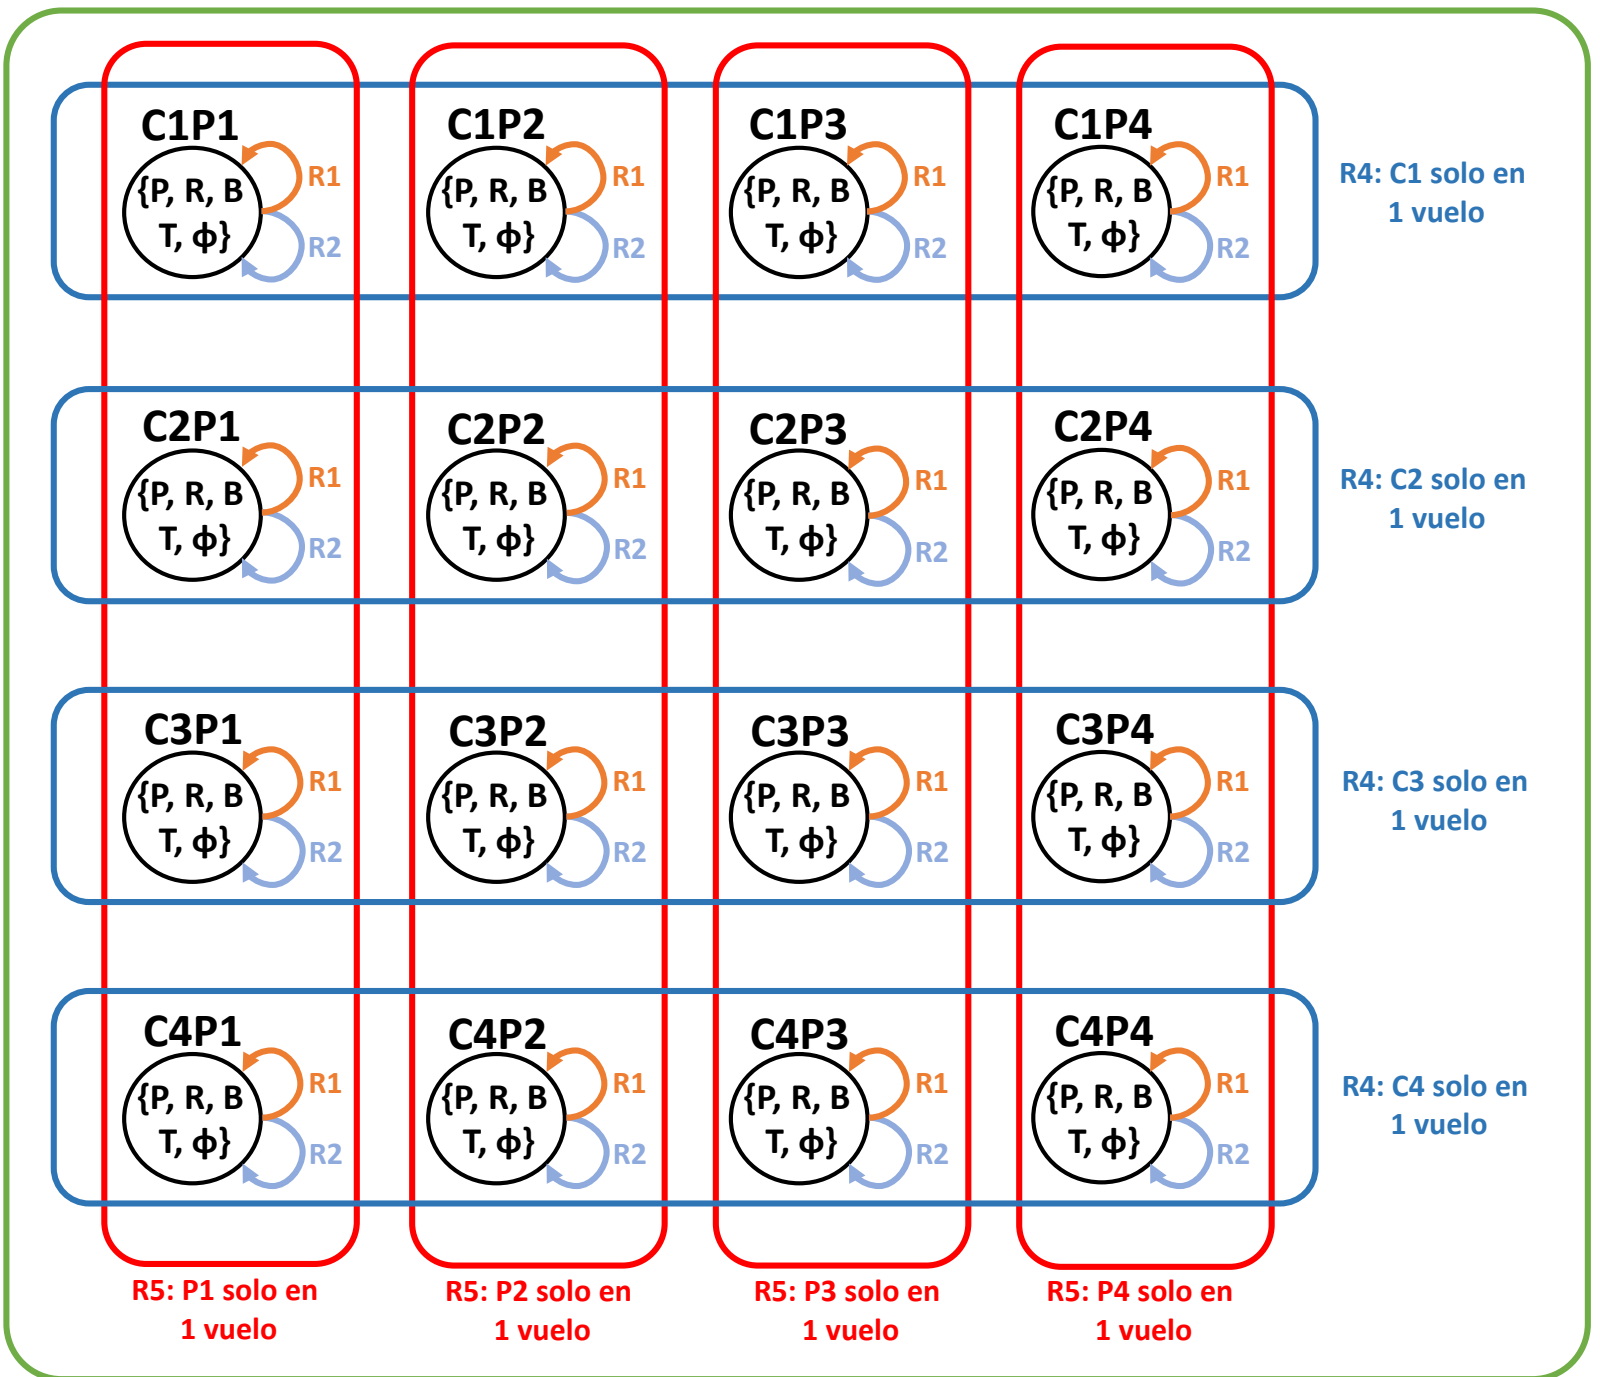 C1P1 C1P2 C1P3 C1P4
{P, R, B R1 {P, R, B R1 {P, R, B R1 {P, R, B R1 R4: C1 solo en
T, ф} R2 T, ф} R2 T, ф} R2 T, ф} R2 1 vuelo
C2P1 C2P2 C2P3 C2P4
{P, R, B R1 {P, R, B R1 {P, R, B R1 {P, R, B R1 R4: C2 solo en
T, ф} R2 T, ф} R2 T, ф} R2 T, ф} R2 1 vuelo
C3P1 C3P2 C3P3 C3P4
{P, R, B R1 {P, R, B R1 {P, R, B R1 {P, R, B R1 R4: C3 solo en
T, ф} R2 T, ф} R2 T, ф} R2 T, ф} R2 1 vuelo
C4P1 C4P2 C4P3 C4P4
{P, R, B R1 {P, R, B R1 {P, R, B R1 {P, R, B R1 R4: C4 solo en
T, ф} R2 T, ф} R2 T, ф} R2 T, ф} R2 1 vuelo
R5: P1 solo en R5: P2 solo en R5: P3 solo en R5: P4 solo en
1 vuelo 1 vuelo 1 vuelo 1 vuelo